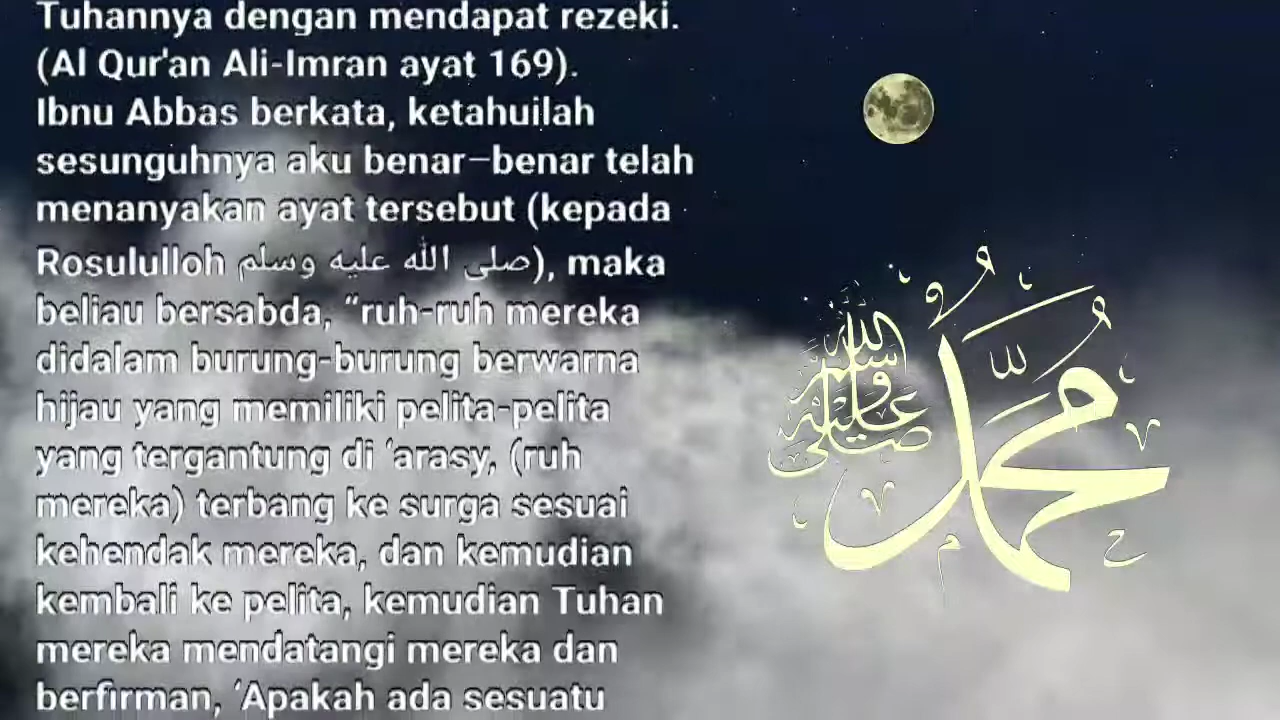 Tuhannya dengan mendapat rezeki.
(Al Qur'an Ali-Imran ayat 169).
Ibnu Abbas berkata, ketahuilah
sesunguhnya aku benar–benar telah
menanyakan ayat tersebut (kepada
Rosululloh صلى الله عليه وسلم), maka
beliau bersabda, “ruh-ruh mereka
didalam burung-burung berwarna
hijau yang memiliki pelita-pelita
yang tergantung di ‘arasy, (ruh
mereka) terbang ke surga sesuai
kehendak mereka, dan kemudian
kembali ke pelita, kemudian Tuhan
mereka mendatangi mereka dan
berfirman, ‘Apakah ada sesuatu
محمد
صلى الله عليه وسلم